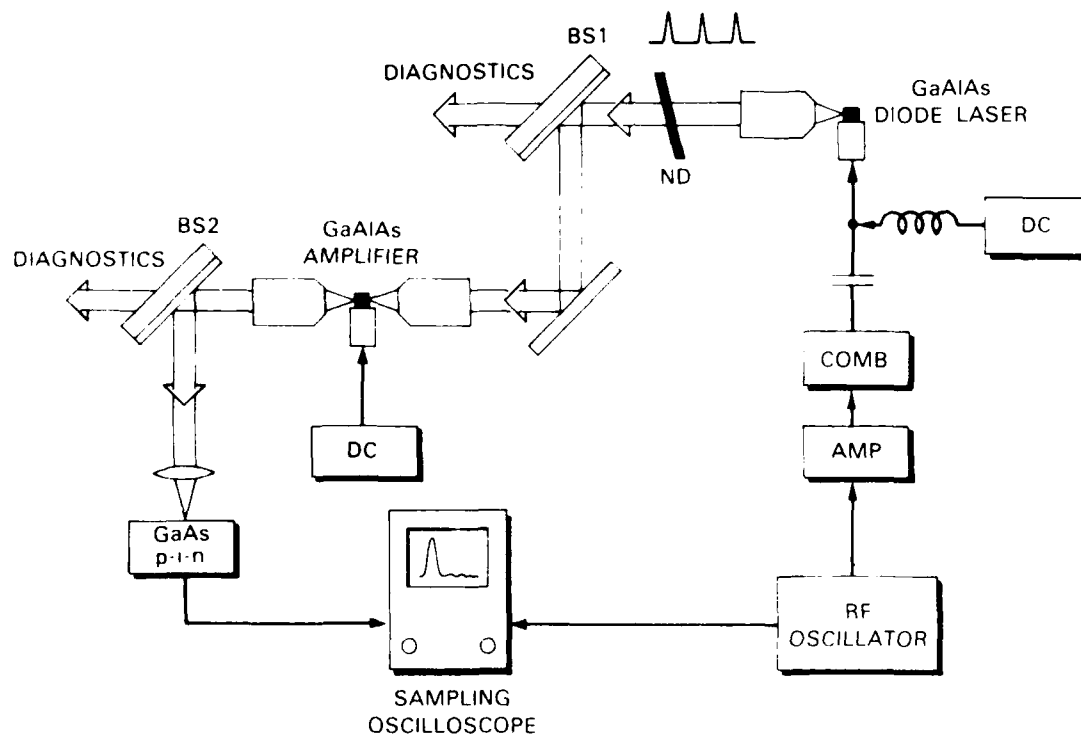 BS1
DIAGNOSTICS
GaAlAs
DIODE LASER
ND
BS2
GaAlAs
AMPLIFIER
DIAGNOSTICS
DC
COMB
DC
AMP
GaAs
p-i-n
RF
OSCILLATOR
SAMPLING
OSCILLOSCOPE